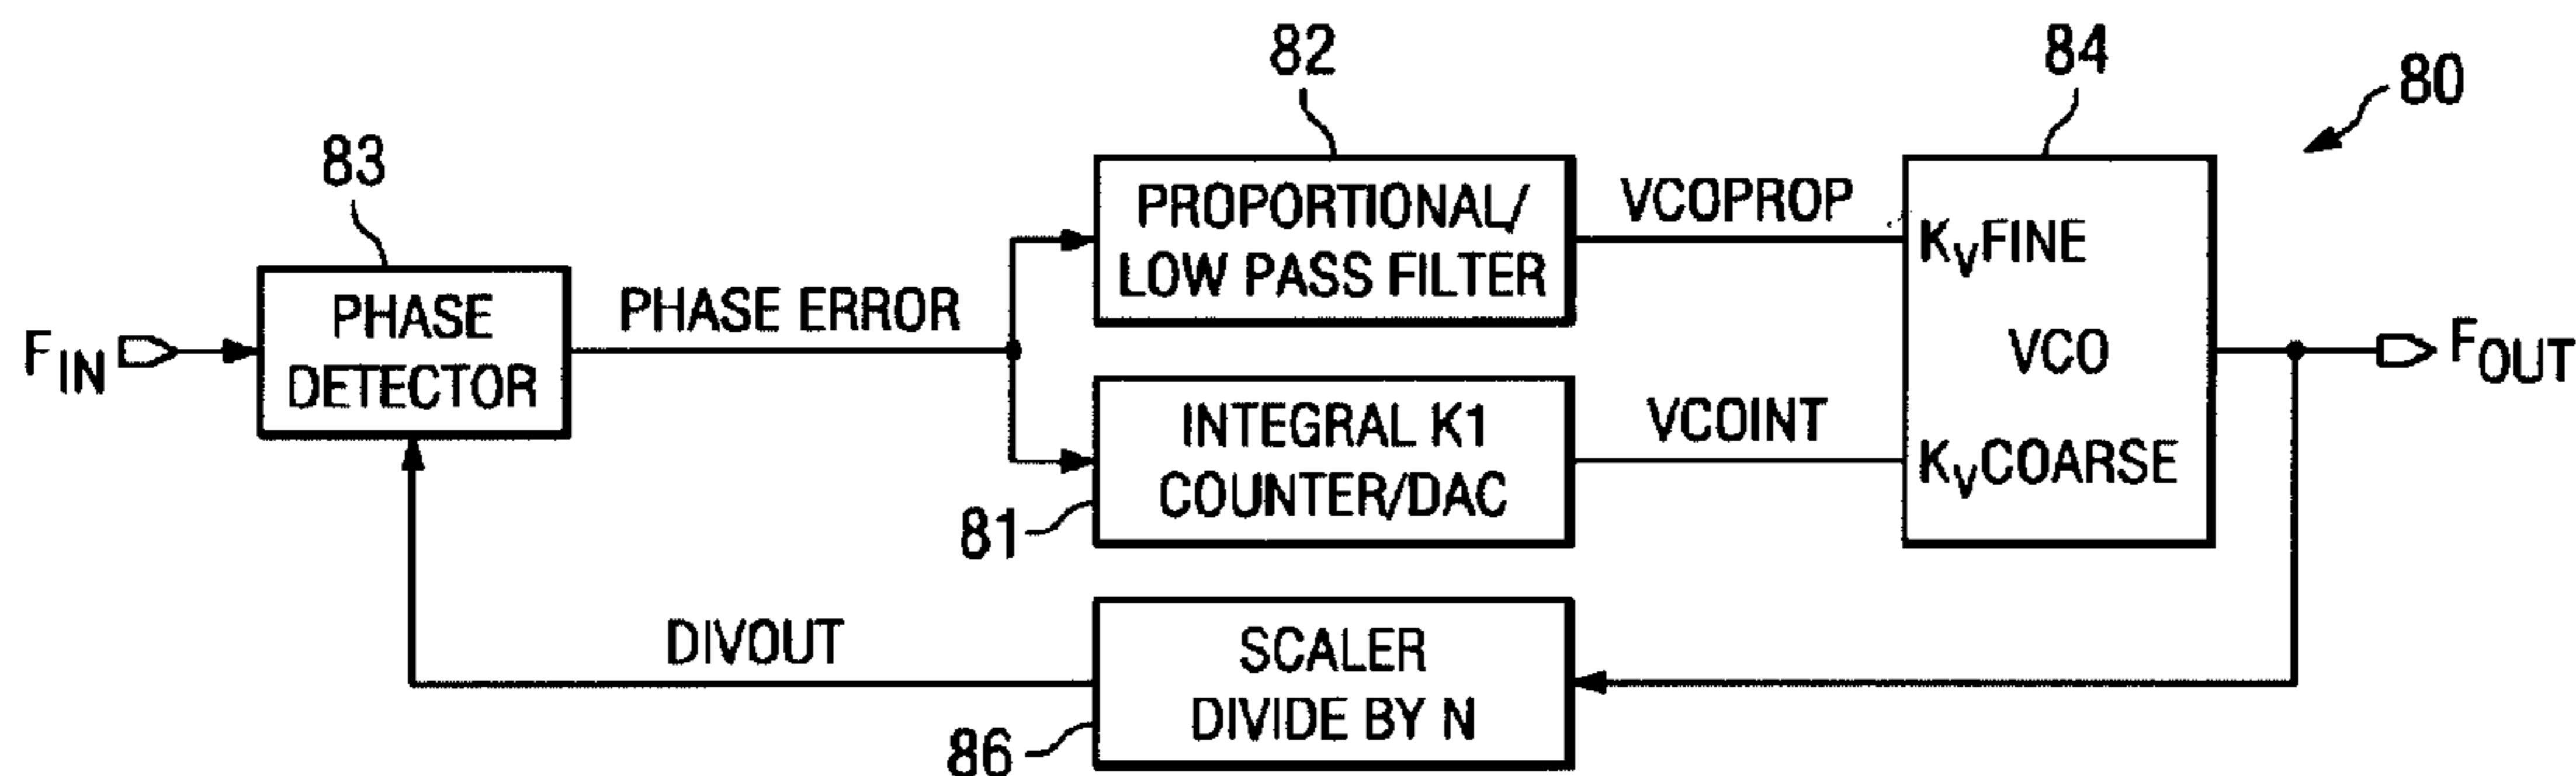 82
84
80
83
PROPORTIONAL/
LOW PASS FILTER
VCOPROP
KVFINE
PHASE
DETECTOR
PHASE ERROR
FIN
VCO
FOUT
INTEGRAL K1
COUNTER/DAC
VCOINT
KVCOARSE
81
DIVOUT
SCALER
DIVIDE BY N
86